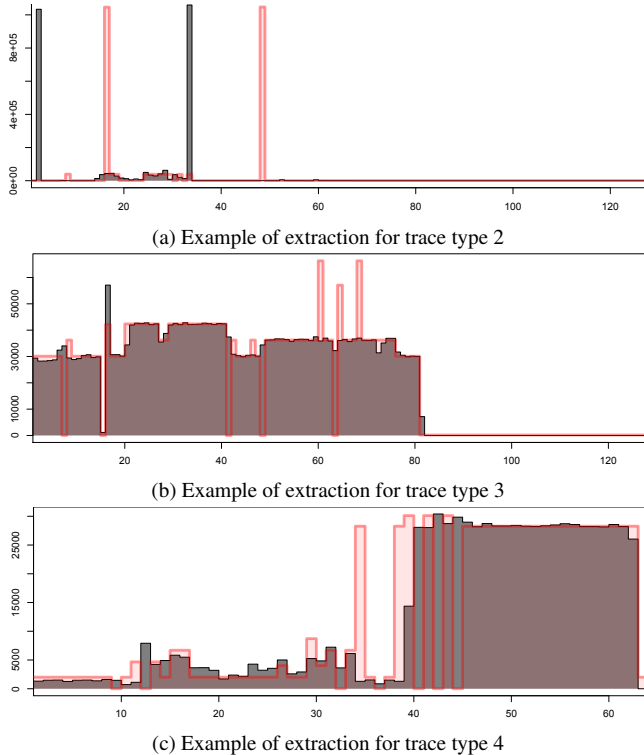 0e+00 4e+05 8e+05
20 40 60 80 100 120
(a) Example of extraction for trace type 2
0 10000 30000 50000
20 40 60 80 100 120
(b) Example of extraction for trace type 3
0 5000 15000 25000
10 20 30 40 50 60
(c) Example of extraction for trace type 4